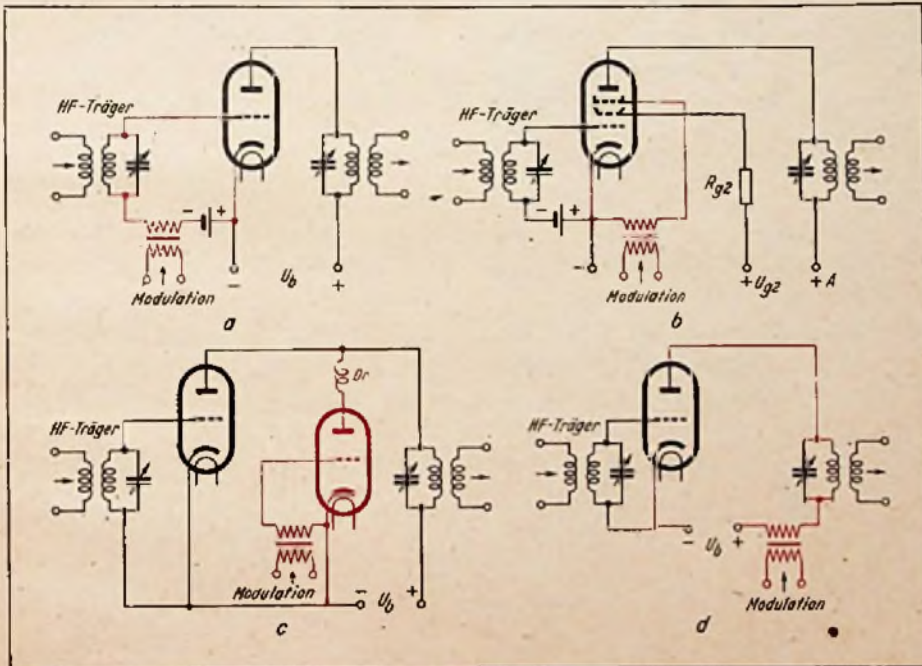 HF-Träger
Modulation
−
+
−
U_b
+
a
HF-Träger
R_g2
−
+
Modulation
−
+ U_g2
+ A
b
HF-Träger
Dr
Modulation
−
U_b
+
c
HF-Träger
−
U_b
+
Modulation
d